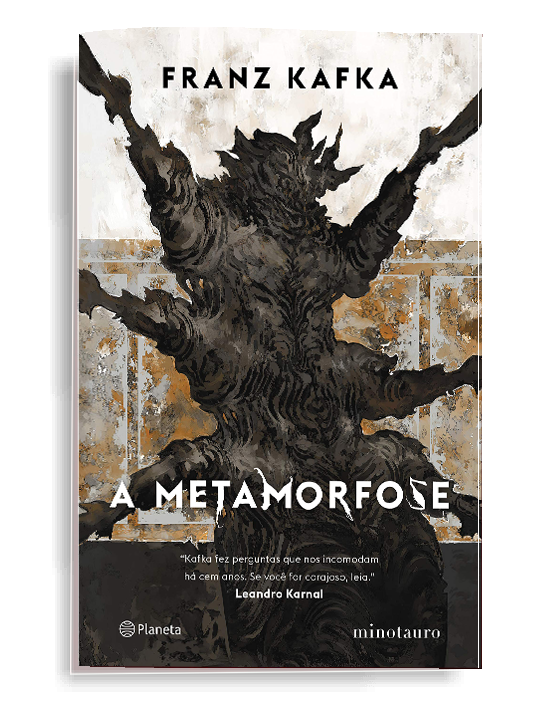 FRANZ KAFKA
A METAMORFOSE
“Kafka fez perguntas que nos incomodam
há cem anos. Se você for corajoso, leia.”
Leandro Karnal
Planeta
minotauro